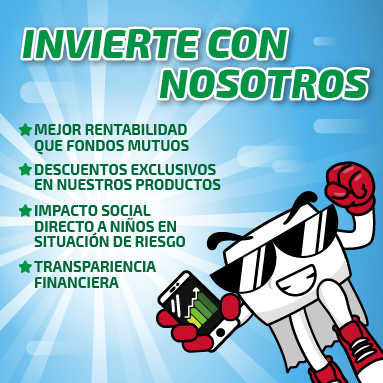 INVIERTE CON
NOSOTROS
MEJOR RENTABILIDAD
QUE FONDOS MUTUOS
DESCUENTOS EXCLUSIVOS
EN NUESTROS PRODUCTOS
IMPACTO SOCIAL
DIRECTO A NIÑOS EN
SITUACIÓN DE RIESGO
TRANSPARIENCIA
FINANCIERA